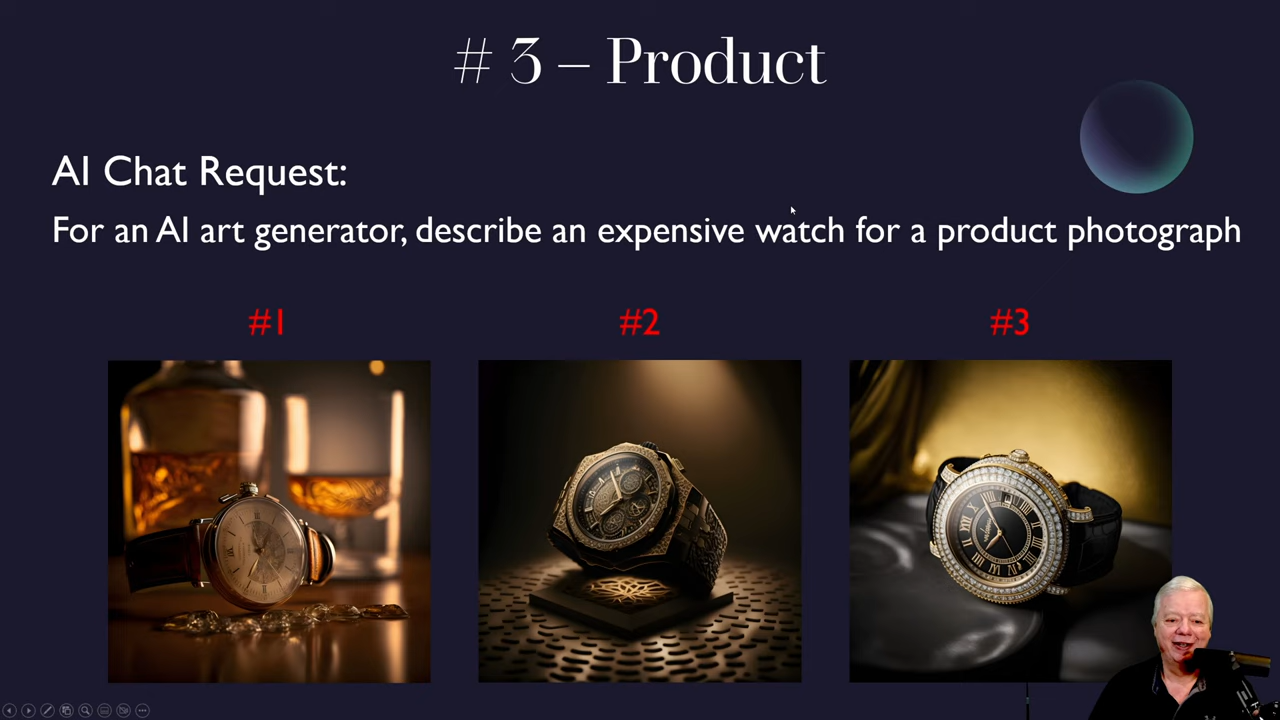 # 3 – Product
AI Chat Request:
For an AI art generator, describe an expensive watch for a product photograph
#1
#2
#3